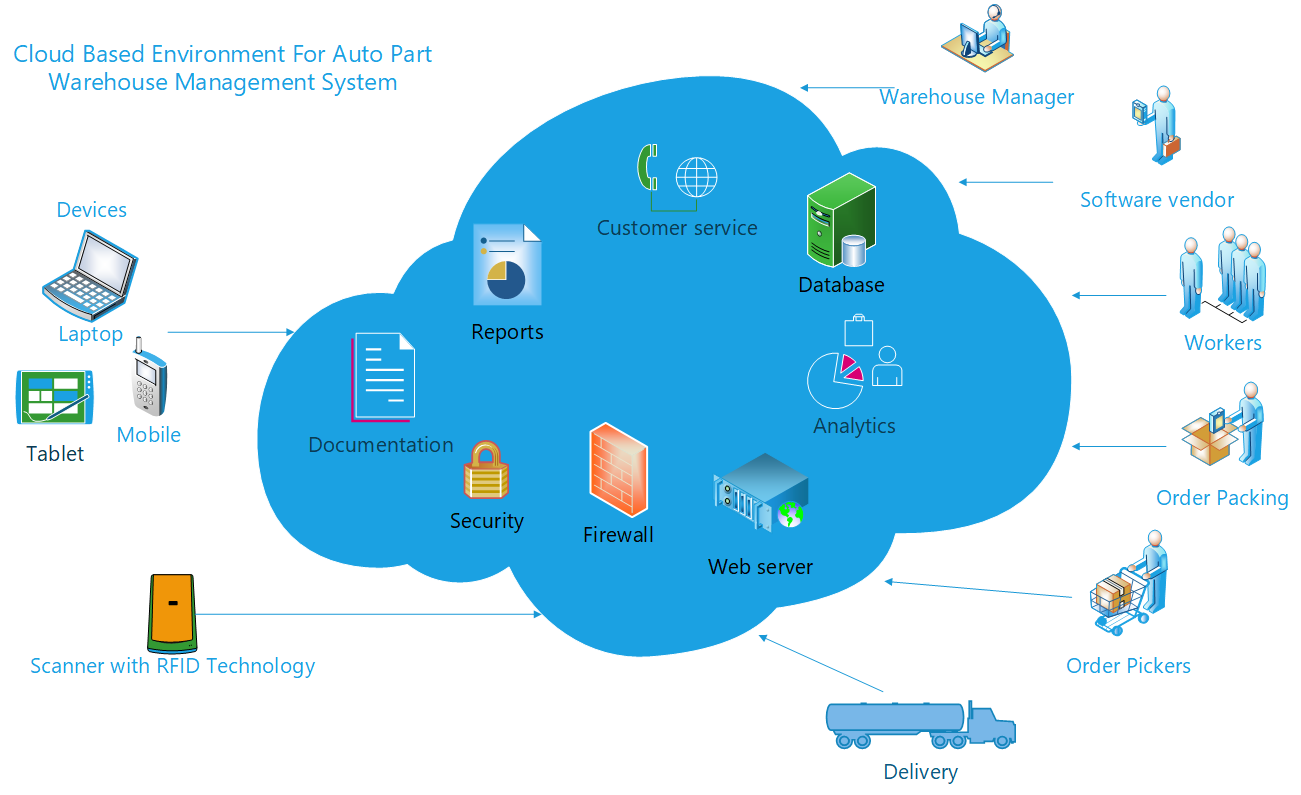 Cloud Based Environment For Auto Part
Warehouse Management System
Warehouse Manager
Software vendor
Devices
Customer service
Database
Laptop
Reports
Workers
Mobile
Tablet
Documentation
Analytics
Order Packing
Security
Firewall
Web server
Scanner with RFID Technology
Order Pickers
Delivery